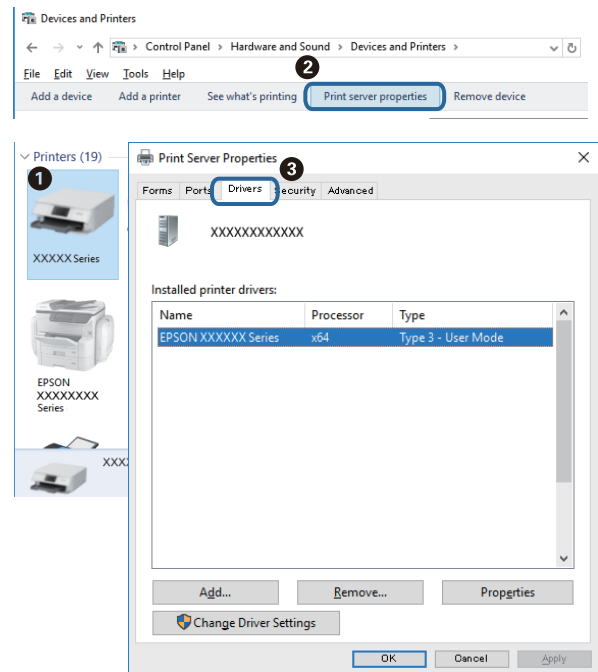 Devices and Printers
Control Panel > Hardware and Sound > Devices and Printers >
File Edit View Tools Help
2
Add a device Add a printer See what's printing Print server properties Remove device
Printers (19)
1
XXXXX Series
EPSON
XXXXXXXX
Series
XXX
Print Server Properties
3
Forms Ports Drivers Security Advanced
XXXXXXXXXXXX
Installed printer drivers:
Name Processor Type
EPSON XXXXXX Series x64 Type 3 - User Mode
Add... Remove... Properties
Change Driver Settings
OK Cancel Apply